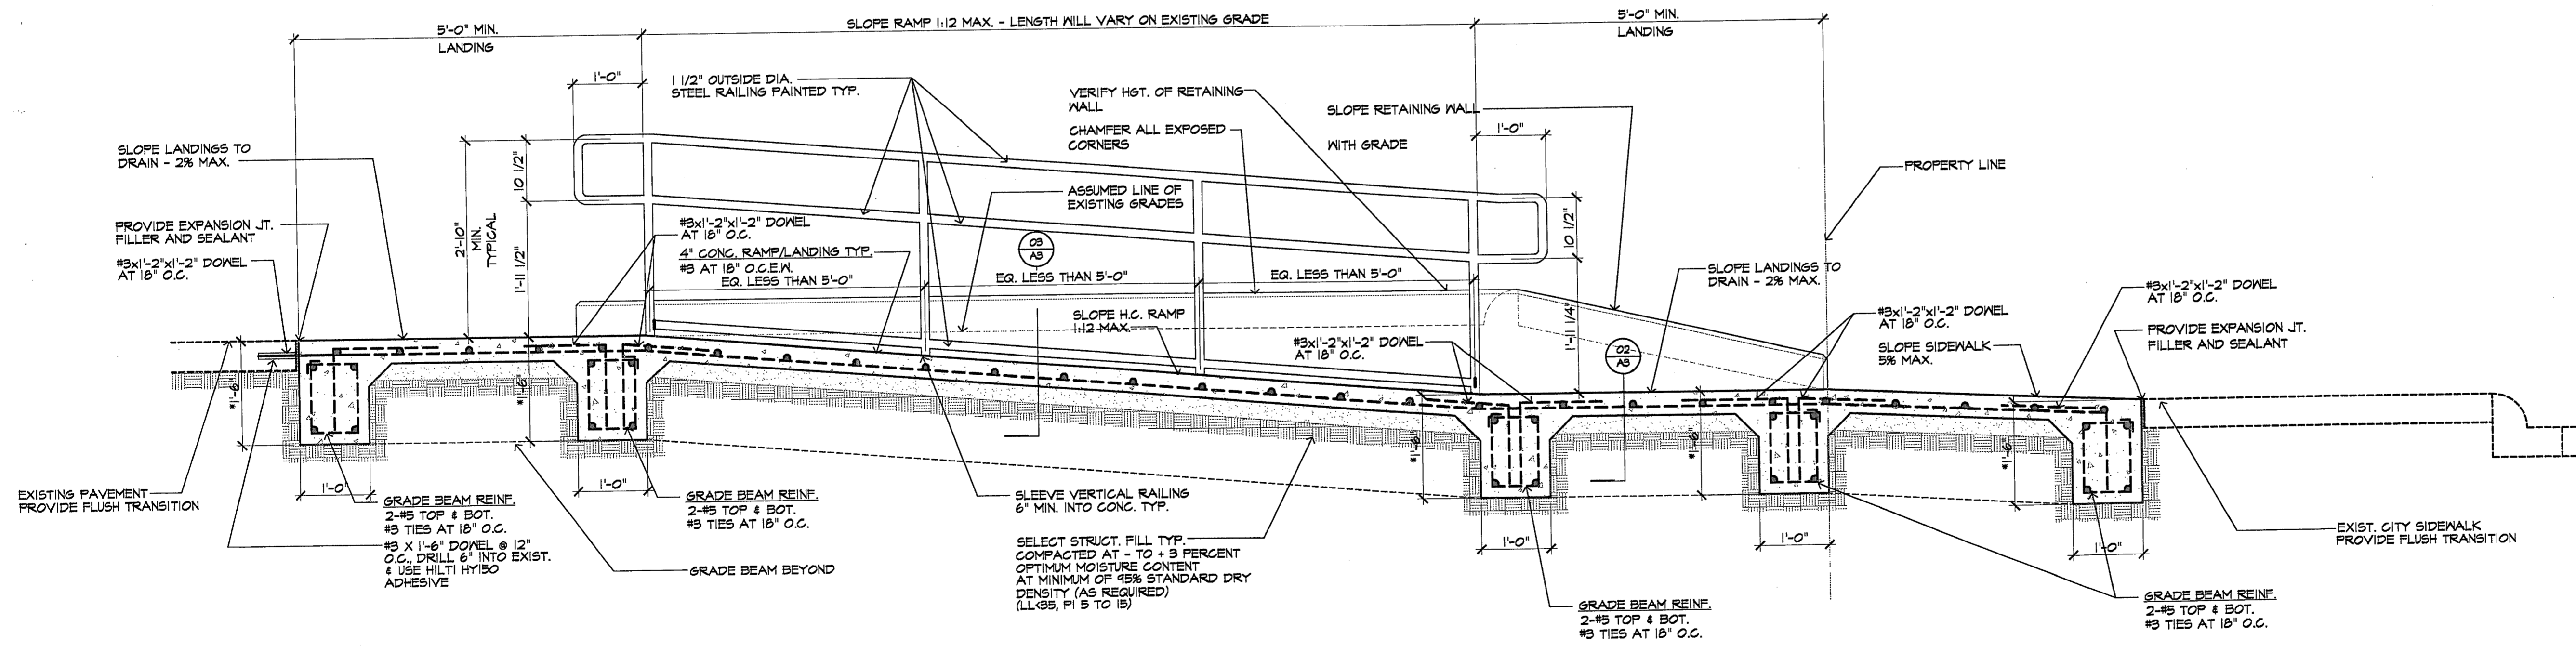 5'-0" MIN.
LANDING
SLOPE RAMP 1:12 MAX. - LENGTH WILL VARY ON EXISTING GRADE
5'-0" MIN.
LANDING
1'-0"
1 1/2" OUTSIDE DIA.
STEEL RAILING PAINTED TYP.
VERIFY HGT. OF RETAINING
WALL
CHAMFER ALL EXPOSED
CORNERS
SLOPE RETAINING WALL
WITH GRADE
1'-0"
PROPERTY LINE
SLOPE LANDINGS TO
DRAIN - 2% MAX.
PROVIDE EXPANSION JT.
FILLER AND SEALANT
#3x1'-2"x1'-2" DOWEL
AT 18" O.C.
2'-10"
MIN.
TYPICAL
10 1/2"
1'-11 1/2"
#3x1'-2"x1'-2" DOWEL
AT 18" O.C.
4" CONC. RAMP/LANDING TYP.
#3 AT 18" O.C.E.W.
EQ. LESS THAN 5'-0"
ASSUMED LINE OF
EXISTING GRADES
03
A3
EQ. LESS THAN 5'-0"
EQ. LESS THAN 5'-0"
SLOPE H.C. RAMP
1:12 MAX.
10 1/2"
1'-11 1/4"
#3x1'-2"x1'-2" DOWEL
AT 18" O.C.
02
A3
SLOPE LANDINGS TO
DRAIN - 2% MAX.
#3x1'-2"x1'-2" DOWEL
AT 18" O.C.
SLOPE SIDEWALK
5% MAX.
#3x1'-2"x1'-2" DOWEL
AT 18" O.C.
PROVIDE EXPANSION JT.
FILLER AND SEALANT
*1'-6"
*1'-6"
*1'-6"
*1'-6"
*1'-6"
1'-0"
1'-0"
1'-0"
1'-0"
1'-0"
EXISTING PAVEMENT
PROVIDE FLUSH TRANSITION
GRADE BEAM REINF.
2-#5 TOP & BOT.
#3 TIES AT 18" O.C.
#3 X 1'-6" DOWEL @ 12"
O.C., DRILL 6" INTO EXIST.
& USE HILTI HY150
ADHESIVE
GRADE BEAM REINF.
2-#5 TOP & BOT.
#3 TIES AT 18" O.C.
GRADE BEAM BEYOND
SLEEVE VERTICAL RAILING
6" MIN. INTO CONC. TYP.
SELECT STRUCT. FILL TYP.
COMPACTED AT - TO + 3 PERCENT
OPTIMUM MOISTURE CONTENT
AT MINIMUM OF 95% STANDARD DRY
DENSITY (AS REQUIRED)
(LL<35, PI 5 TO 15)
GRADE BEAM REINF.
2-#5 TOP & BOT.
#3 TIES AT 18" O.C.
EXIST. CITY SIDEWALK
PROVIDE FLUSH TRANSITION
GRADE BEAM REINF.
2-#5 TOP & BOT.
#3 TIES AT 18" O.C.